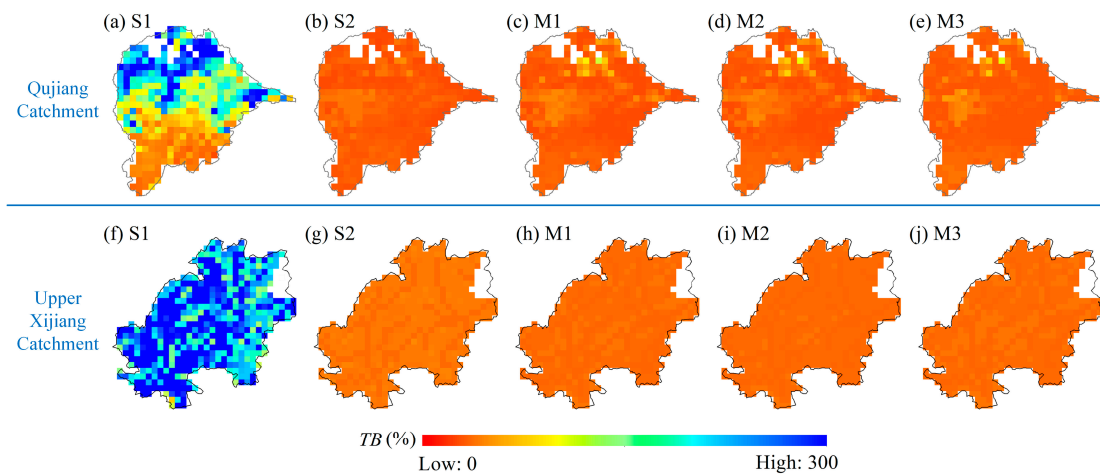 (a) S1
(b) S2
(c) M1
(d) M2
(e) M3
Qujiang
Catchment
(f) S1
(g) S2
(h) M1
(i) M2
(j) M3
Upper
Xijiang
Catchment
TB (%)
Low: 0
High: 300